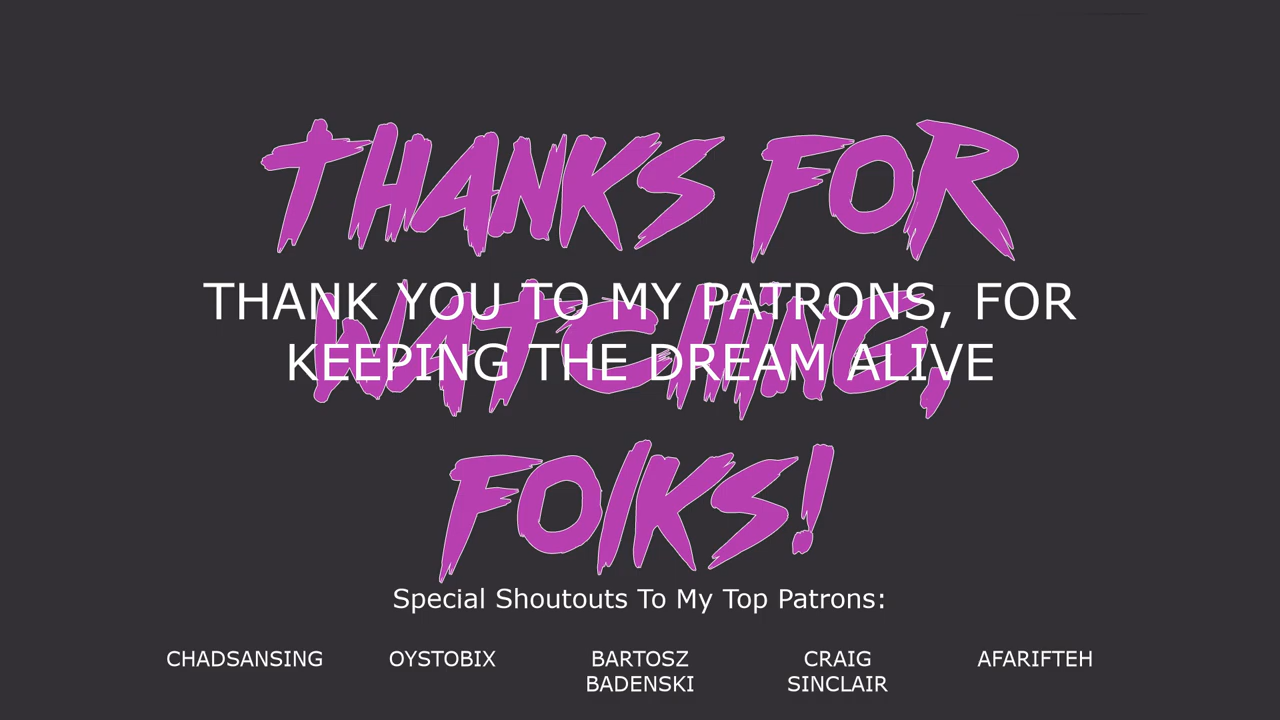 THANKS FOR
WATCHING,
FOlKS!
THANK YOU TO MY PATRONS, FOR
KEEPING THE DREAM ALIVE
Special Shoutouts To My Top Patrons:
CHADSANSING
OYSTOBIX
BARTOSZ
BADENSKI
CRAIG
SINCLAIR
AFARIFTEH